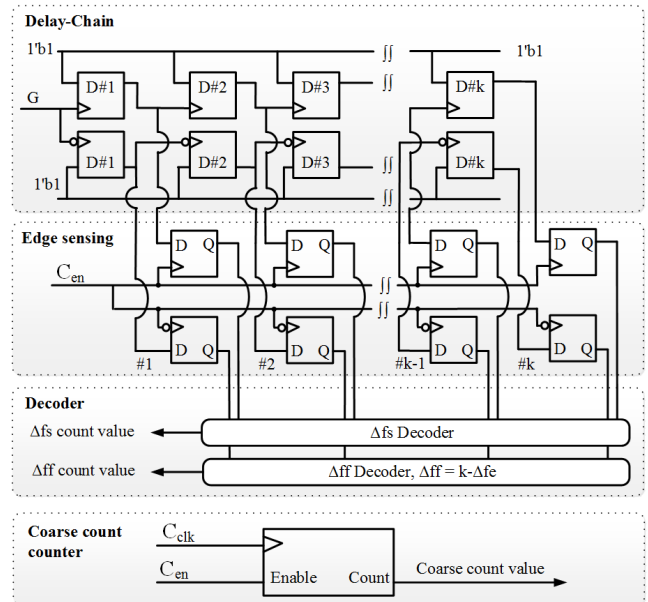 Delay-Chain
1'b1 1'b1
D#1 D#2 D#3 D#k
G
D#1 D#2 D#3 D#k
1'b1
Edge sensing
D Q D Q D Q D Q
Cen
D Q D Q D Q D Q
#1 #2 #k-1 #k
Decoder
Δfs count value Δfs Decoder
Δff count value Δff Decoder, Δff = k-Δfe
Coarse count
counter
Cclk
Cen
Enable Count
Coarse count value